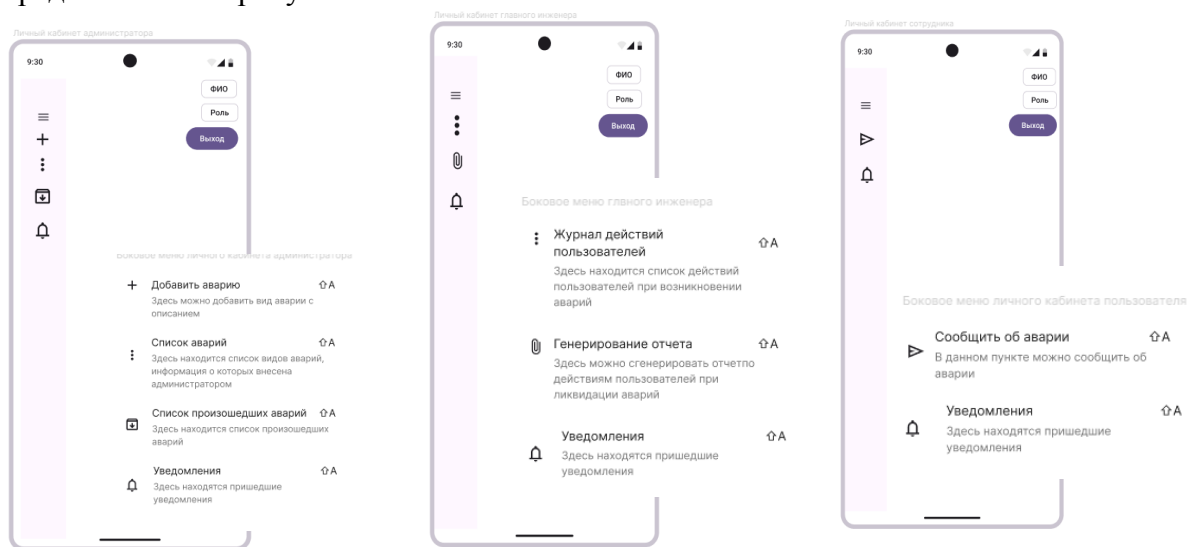 Личный кабинет администратора
9:30
ФИО
Роль
Выход
Боковое меню личного кабинета администратора
Добавить аварию ⇧A
Здесь можно добавить вид аварии с
описанием
Список аварий ⇧A
Здесь находится список видов аварий,
информация о которых внесена
администратором
Список произошедших аварий ⇧A
Здесь находится список произошедших
аварий
Уведомления ⇧A
Здесь находятся пришедшие
уведомления
Личный кабинет главного инженера
9:30
ФИО
Роль
Выход
Боковое меню глвного инженера
Журнал действий
пользователей ⇧A
Здесь находится список действий
пользователей при возникновении
аварий
Генерирование отчета ⇧A
Здесь можно сгенерировать отчетпо
действиям пользователей при
ликвидации аварий
Уведомления ⇧A
Здесь находятся пришедшие
уведомления
Личный кабинет сотрудника
9:30
ФИО
Роль
Выход
Боковое меню личного кабинета пользователя
Сообщить об аварии ⇧A
В данном пункте можно сообщить об
аварии
Уведомления ⇧A
Здесь находятся пришедшие
уведомления